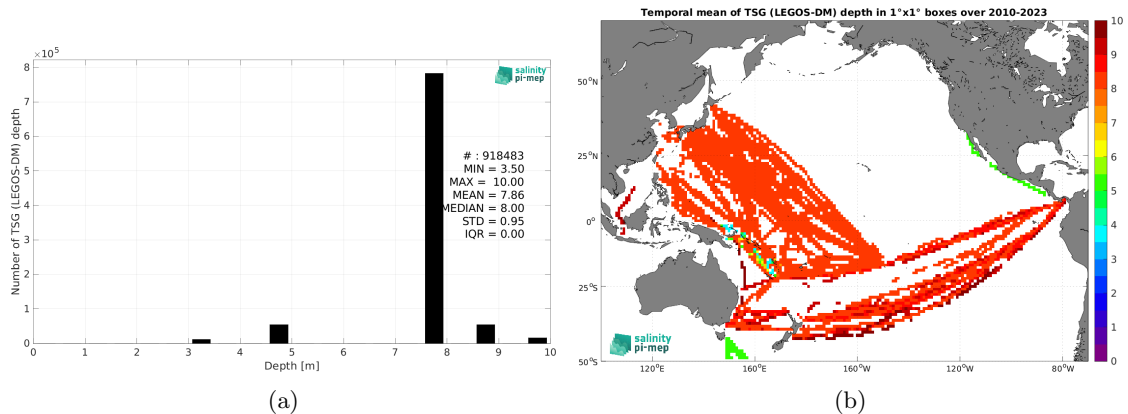 ×10⁵
8
7
6
5
4
3
2
1
0
Number of TSG (LEGOS-DM) depth
salinity
pi-mep
# : 918483
MIN = 3.50
MAX = 10.00
MEAN = 7.86
MEDIAN = 8.00
STD = 0.95
IQR = 0.00
0 1 2 3 4 5 6 7 8 9 10
Depth [m]
(a)
Temporal mean of TSG (LEGOS-DM) depth in 1°x1° boxes over 2010-2023
50°N
25°N
0°
25°S
50°S
120°E
160°E
160°W
120°W
80°W
salinity
pi-mep
10
9
8
7
6
5
4
3
2
1
0
(b)